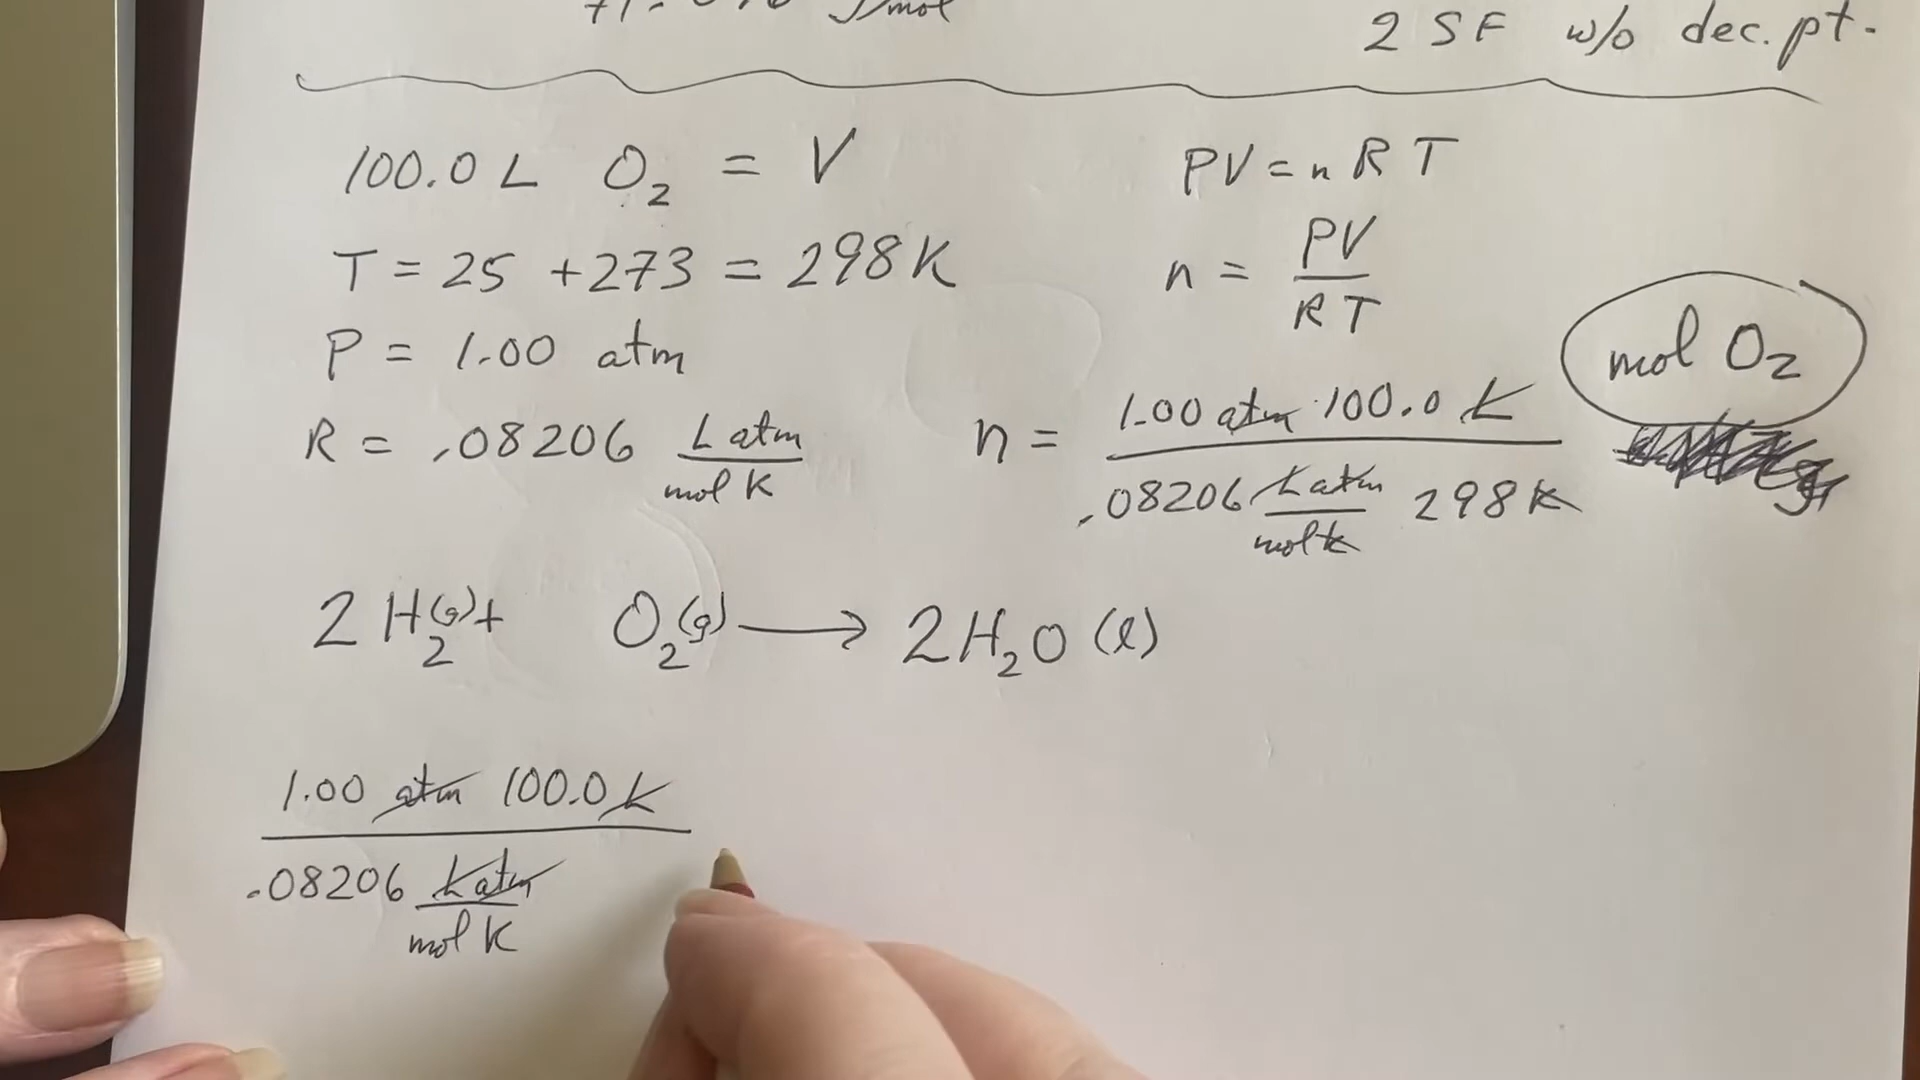 mol
2 SF w/o dec. pt.
100.0 L O₂ = V
T = 25 + 273 = 298 K
P = 1.00 atm
R = .08206 L atm
mol K
PV = n R T
n = PV
R T
mol O₂
n = 1.00 atm · 100.0 L
.08206 L atm 298 K
mol K
2 H₂(g) + O₂(g) → 2 H₂O (l)
1.00 atm 100.0 L
.08206 L atm
mol K